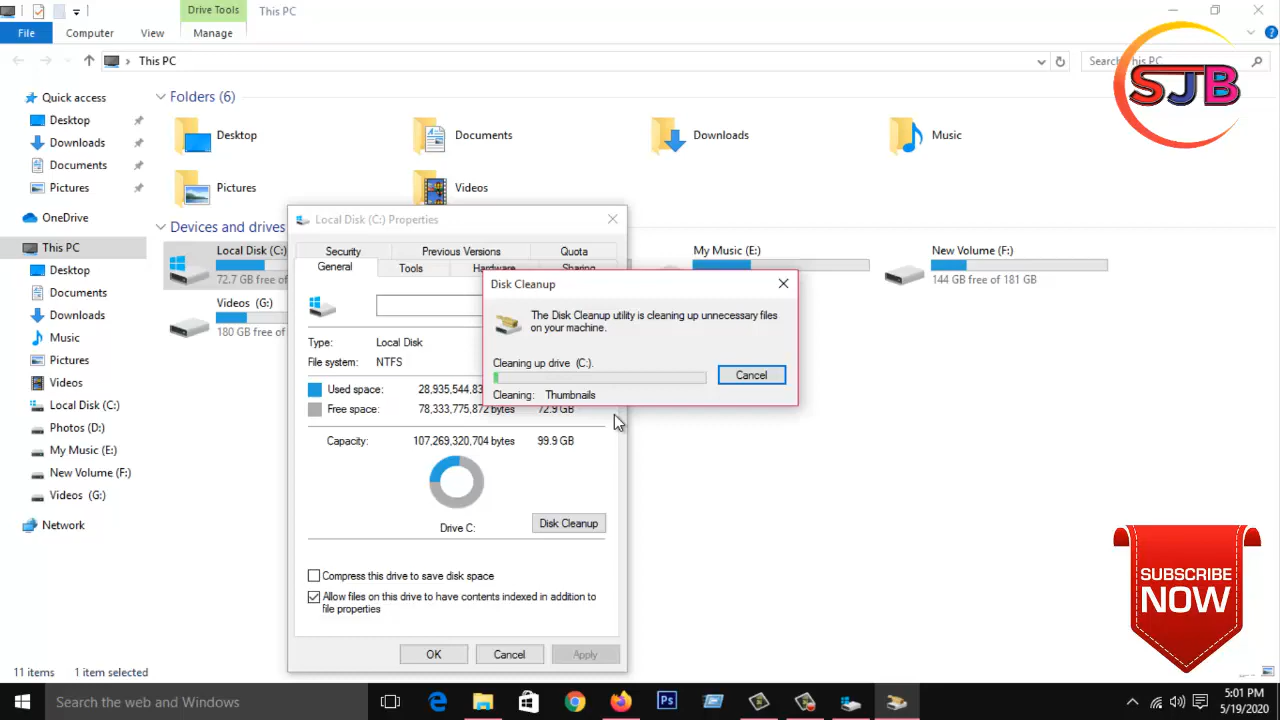 Drive Tools
This PC
File
Computer
View
Manage
This PC
Search This PC
SJB
Quick access
Desktop
Downloads
Documents
Pictures
OneDrive
This PC
Desktop
Documents
Downloads
Music
Pictures
Videos
Local Disk (C:)
Photos (D:)
My Music (E:)
New Volume (F:)
Videos (G:)
Network
Folders (6)
Desktop
Documents
Downloads
Music
Pictures
Videos
Devices and drives
Local Disk (C:)
72.7 GB free of
My Music (E:)
New Volume (F:)
144 GB free of 181 GB
Videos (G:)
180 GB free of
Local Disk (C:) Properties
Security
Previous Versions
Quota
General
Tools
Hardware
Sharing
Type:
Local Disk
File system:
NTFS
Used space:
28,935,544,83
Free space:
78,333,775,872 bytes
72.9 GB
Capacity:
107,269,320,704 bytes
99.9 GB
Drive C:
Disk Cleanup
Compress this drive to save disk space
Allow files on this drive to have contents indexed in addition to
file properties
OK
Cancel
Apply
Disk Cleanup
The Disk Cleanup utility is cleaning up unnecessary files
on your machine.
Cleaning up drive (C:).
Cancel
Cleaning: Thumbnails
SUBSCRIBE
NOW
11 items
1 item selected
Search the web and Windows
Ps
5:01 PM
5/19/2020